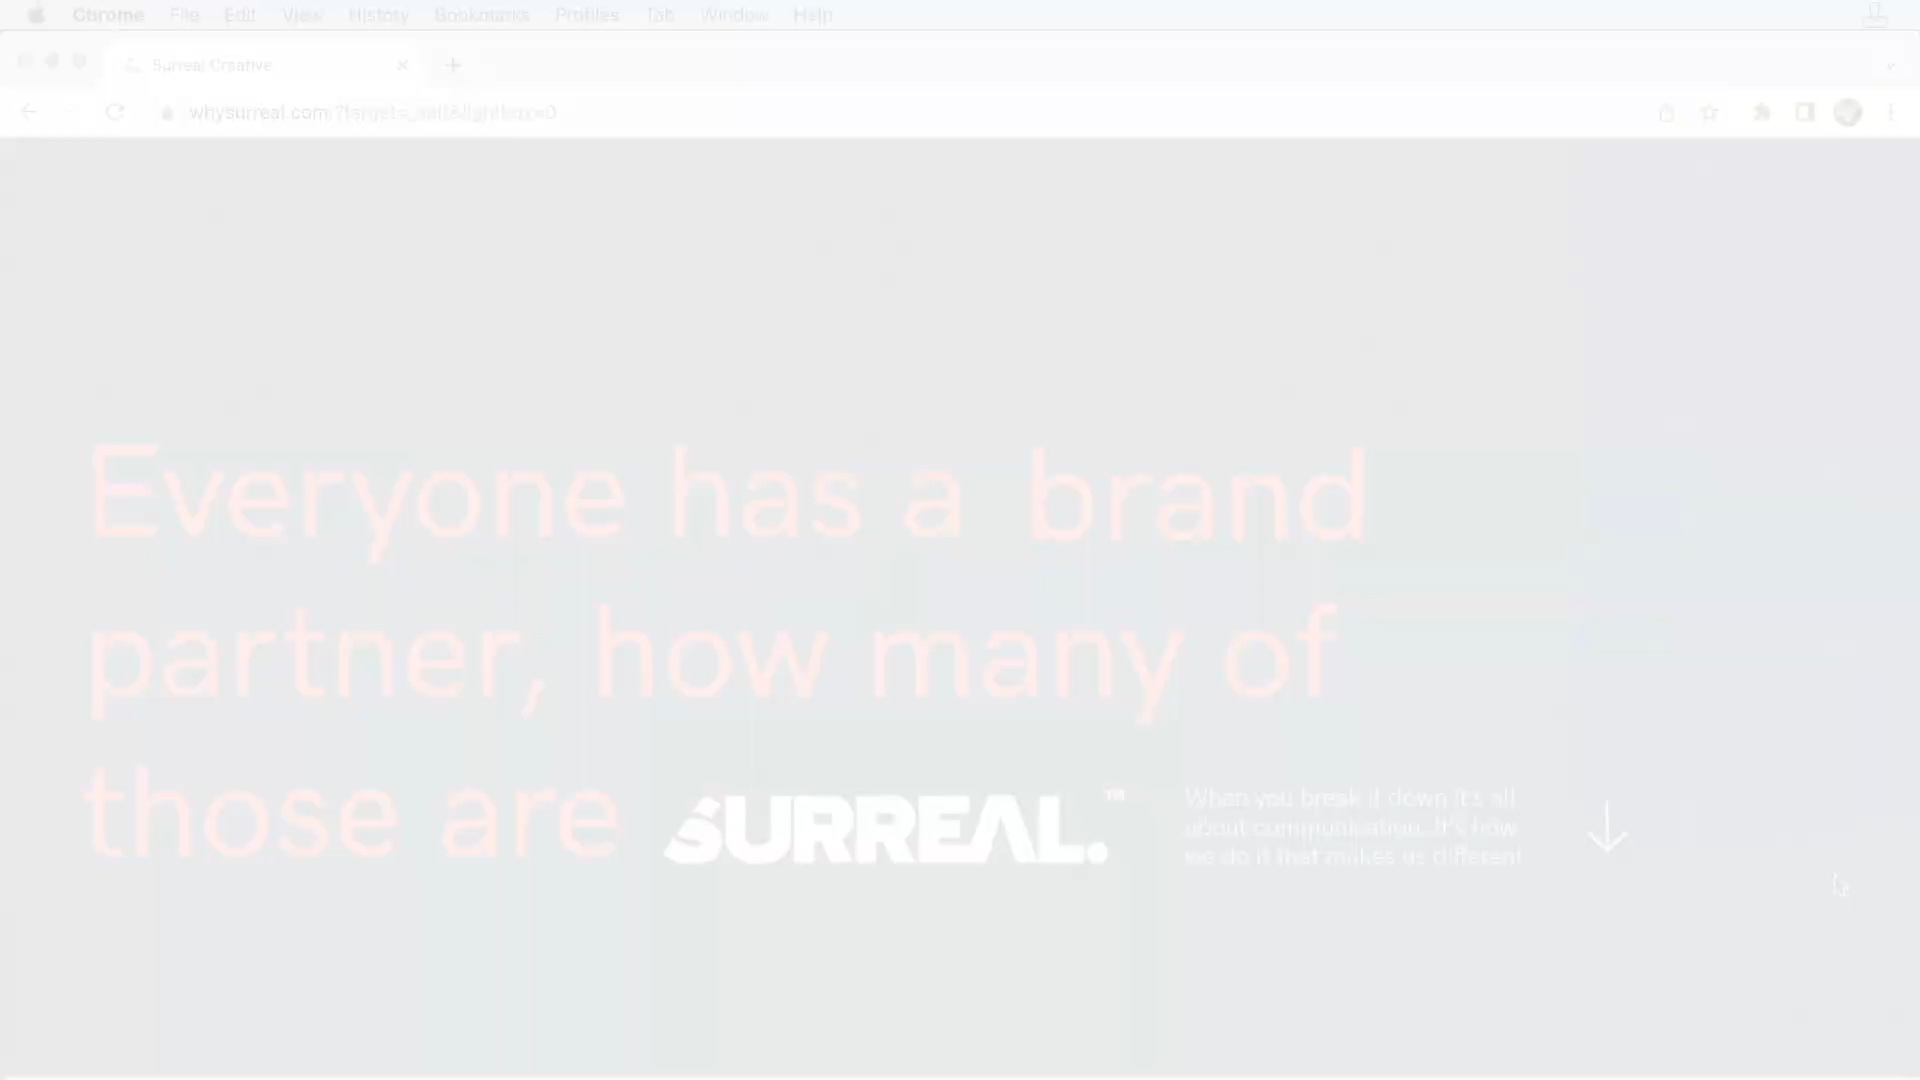 Chrome File Edit View History Bookmarks Profiles Tab Window Help
Surreal Creative
whysurreal.com
Everyone has a brand
partner, how many of
those are
SURREAL.™
When you break it down it's all
about communication. It's how
we do it that makes us different